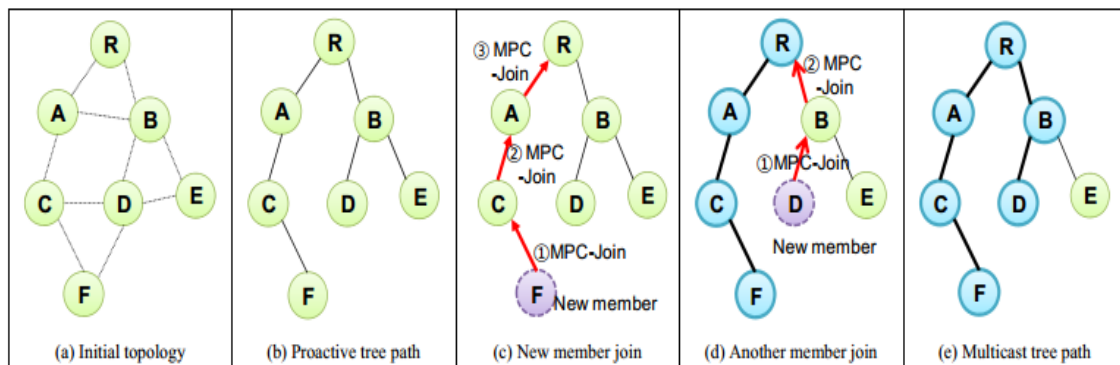 R
A
B
C
D
E
F
(a) Initial topology
R
A
B
C
D
E
F
(b) Proactive tree path
③ MPC
-Join
R
A
B
② MPC
-Join
C
D
E
①MPC-Join
F
New member
(c) New member join
R
② MPC
-Join
A
B
①MPC-Join
C
D
E
New member
F
(d) Another member join
R
A
B
C
D
E
F
(e) Multicast tree path